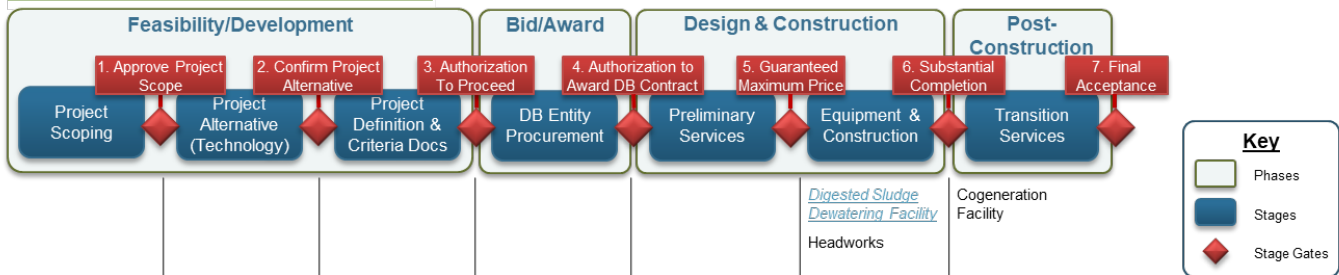 Feasibility/Development
Bid/Award
Design & Construction
Post-
Construction
1. Approve Project
Scope
2. Confirm Project
Alternative
3. Authorization
To Proceed
4. Authorization to
Award DB Contract
5. Guaranteed
Maximum Price
6. Substantial
Completion
7. Final
Acceptance
Project
Scoping
Project
Alternative
(Technology)
Project
Definition &
Criteria Docs
DB Entity
Procurement
Preliminary
Services
Equipment &
Construction
Transition
Services
Digested Sludge
Dewatering Facility
Headworks
Cogeneration
Facility
Key
Phases
Stages
Stage Gates